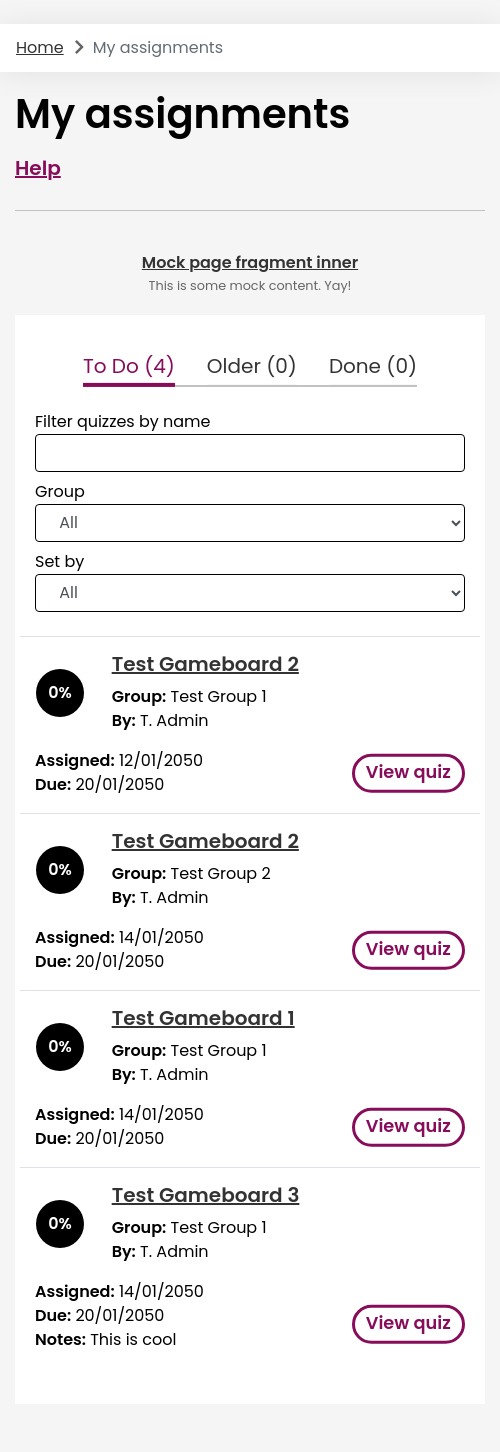 Home > My assignments
My assignments
Help
Mock page fragment inner
This is some mock content. Yay!
To Do (4) Older (0) Done (0)
Filter quizzes by name
Group
All
Set by
All
Test Gameboard 2
0%
Group: Test Group 1
By: T. Admin
Assigned: 12/01/2050
Due: 20/01/2050
View quiz
Test Gameboard 2
0%
Group: Test Group 2
By: T. Admin
Assigned: 14/01/2050
Due: 20/01/2050
View quiz
Test Gameboard 1
0%
Group: Test Group 1
By: T. Admin
Assigned: 14/01/2050
Due: 20/01/2050
View quiz
Test Gameboard 3
0%
Group: Test Group 1
By: T. Admin
Assigned: 14/01/2050
Due: 20/01/2050
Notes: This is cool
View quiz